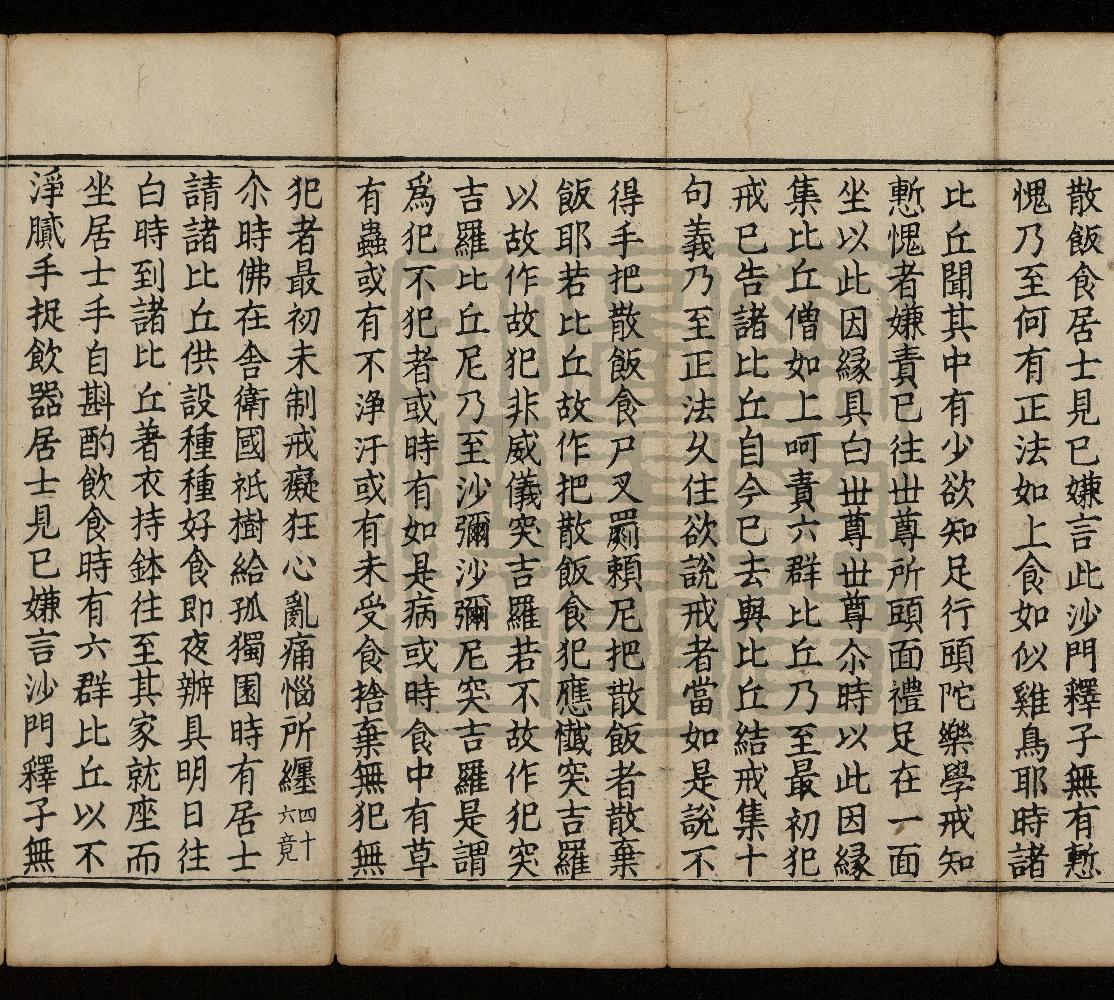 散飯食居士見已嫌言此沙門釋子無有慙
愧乃至何有正法如上食如似雞鳥耶時諸
比丘聞其中有少欲知足行頭陀樂學戒知
慙愧者嫌責已往世尊所頭面禮足在一面
坐以此因縁具白世尊世尊尒時以此因縁
集比丘僧如上呵責六群比丘乃至最初犯
戒已告諸比丘自今已去與比丘結戒集十
句義乃至正法久住欲說戒者當如是說不
得手把散飯食尸叉罽頼尼把散飯者散棄
飯耶若比丘故作把散飯食犯應懺突吉羅
以故作故犯非威儀突吉羅若不故作犯突
吉羅比丘尼乃至沙彌沙彌尼突吉羅是謂
爲犯不犯者或時有如是病或時食中有草
有蟲或有不淨汙或有未受食捨棄無犯無
犯者最初未制戒癡狂心亂痛惱所纏四十六竟
尒時佛在舍衛國祇樹給孤獨園時有居士
請諸比丘供設種種好食即夜辦具明日往
白時到諸比丘著衣持鉢往至其家就座而
坐居士手自斟酌飲食時有六群比丘以不
淨膩手捉飲器居士見已嫌言沙門釋子無